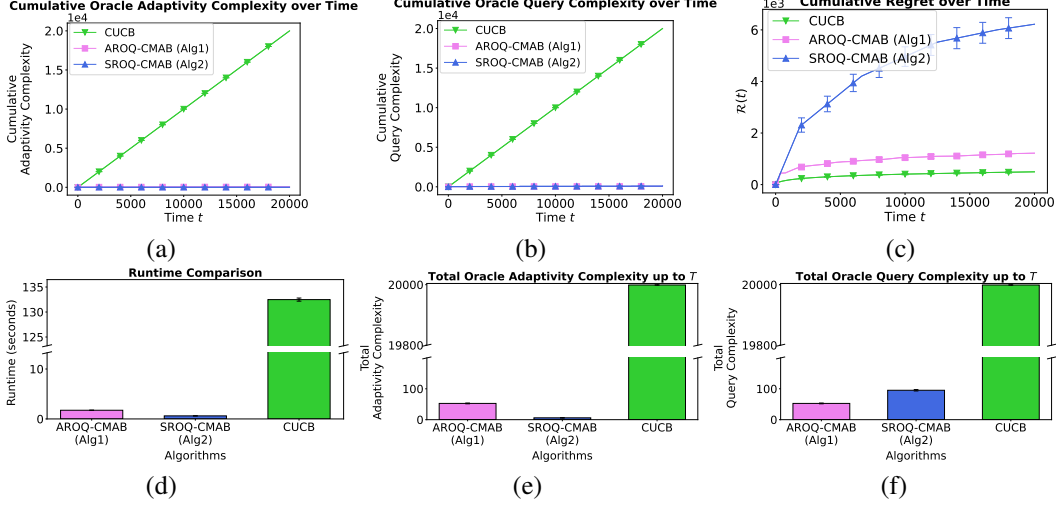 Cumulative Oracle Adaptivity Complexity over Time
1e4
2.0
1.5
1.0
0.5
0.0
Cumulative
Adaptivity Complexity
CUCB
AROQ-CMAB (Alg1)
SROQ-CMAB (Alg2)
0 5000 10000 15000 20000
Time t
(a)
Cumulative Oracle Query Complexity over Time
1e4
2.0
1.5
1.0
0.5
0.0
Cumulative
Query Complexity
CUCB
AROQ-CMAB (Alg1)
SROQ-CMAB (Alg2)
0 5000 10000 15000 20000
Time t
(b)
Cumulative Regret over Time
1e3
6
4
2
0
R(t)
CUCB
AROQ-CMAB (Alg1)
SROQ-CMAB (Alg2)
0 5000 10000 15000 20000
Time t
(c)
Runtime Comparison
135
130
125
10
0
Runtime (seconds)
AROQ-CMAB (Alg1)
SROQ-CMAB (Alg2)
CUCB
Algorithms
(d)
Total Oracle Adaptivity Complexity up to T
20000
19800
100
0
Total
Adaptivity Complexity
AROQ-CMAB (Alg1)
SROQ-CMAB (Alg2)
CUCB
Algorithms
(e)
Total Oracle Query Complexity up to T
20000
19800
100
0
Total
Query Complexity
AROQ-CMAB (Alg1)
SROQ-CMAB (Alg2)
CUCB
Algorithms
(f)